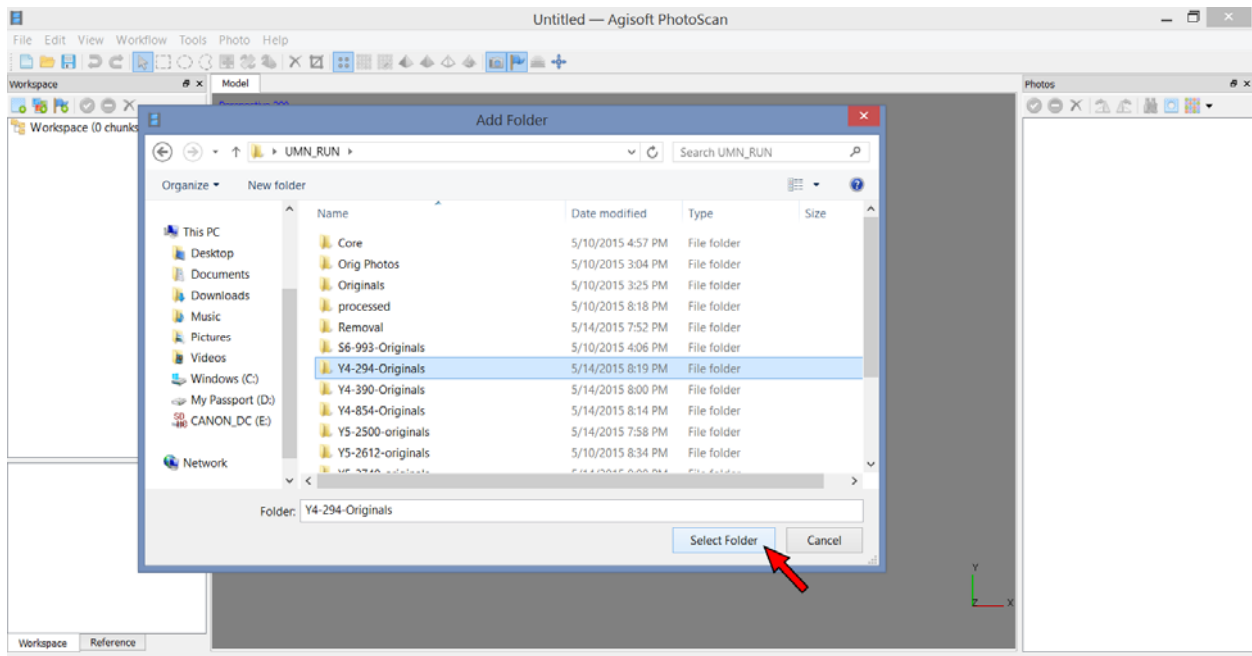 Untitled — Agisoft PhotoScan
File Edit View Workflow Tools Photo Help
Workspace
Model
Photos
Workspace (0 chunks
Add Folder
UMN_RUN
Search UMN_RUN
Organize
New folder
Name Date modified Type Size
This PC
Desktop
Documents
Downloads
Music
Pictures
Videos
Windows (C:)
My Passport (D:)
CANON_DC (E:)
Network
Core 5/10/2015 4:57 PM File folder
Orig Photos 5/10/2015 3:04 PM File folder
Originals 5/10/2015 3:25 PM File folder
processed 5/10/2015 8:18 PM File folder
Removal 5/14/2015 7:52 PM File folder
S6-993-Originals 5/10/2015 4:06 PM File folder
Y4-294-Originals 5/14/2015 8:19 PM File folder
Y4-390-Originals 5/14/2015 8:00 PM File folder
Y4-854-Originals 5/14/2015 8:14 PM File folder
Y5-2500-originals 5/14/2015 7:58 PM File folder
Y5-2612-originals 5/10/2015 8:34 PM File folder
Folder: Y4-294-Originals
Select Folder
Cancel
Y
Z
X
Workspace Reference